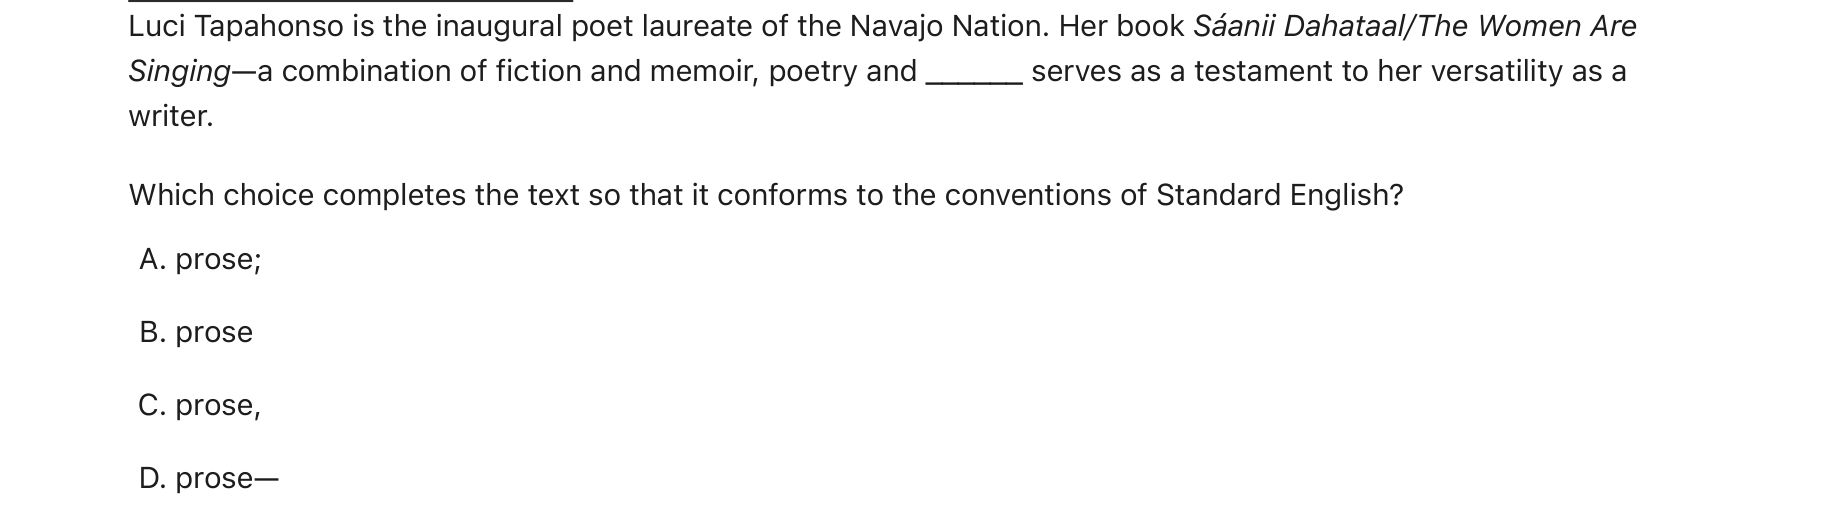 Luci Tapahonso is the inaugural poet laureate of the Navajo Nation. Her book Sáanii Dahataal/The Women Are
Singing—a combination of fiction and memoir, poetry and ______ serves as a testament to her versatility as a
writer.
Which choice completes the text so that it conforms to the conventions of Standard English?
A. prose;
B. prose
C. prose,
D. prose—